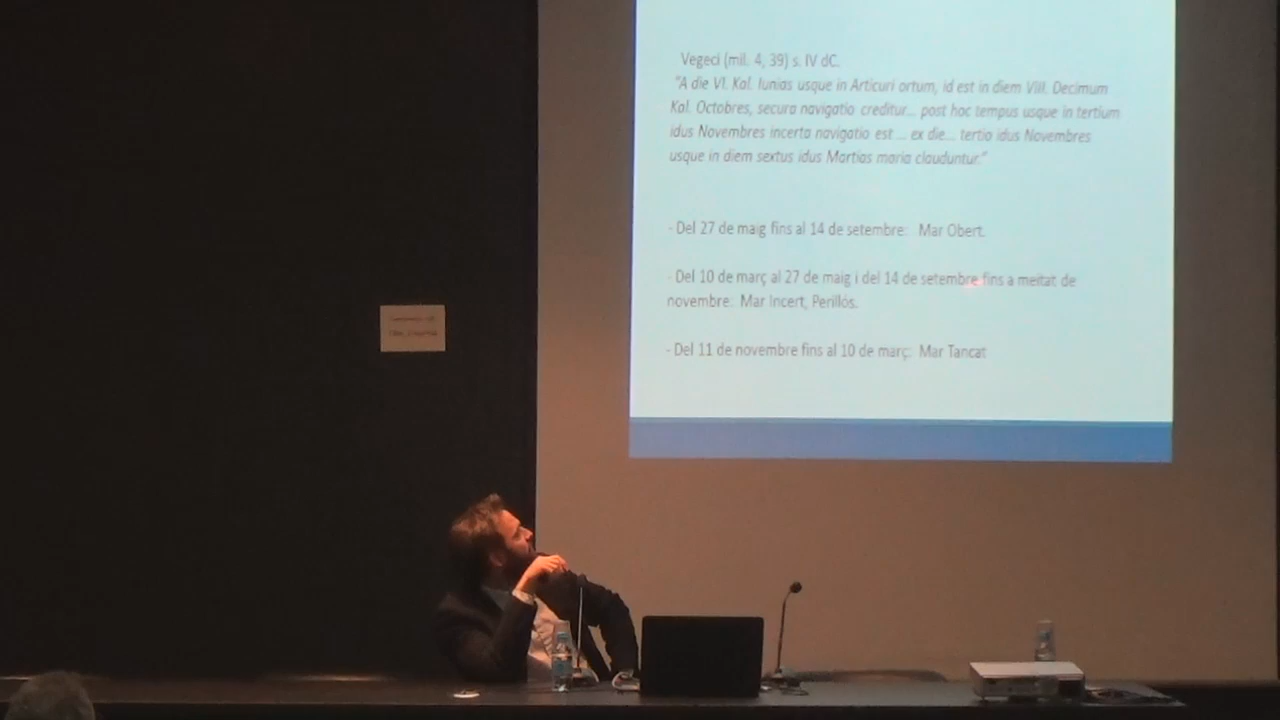 Vegeci (mil. 4, 39) s. IV dC.
"A die VI. Kal. Iunias usque in Articuri ortum, id est in diem VIII. Decimum
Kal. Octobres, secura navigatio creditur... post hoc tempus usque in tertium
idus Novembres incerta navigatio est ... ex die... tertio idus Novembres
usque in diem sextus idus Martias maria clauduntur."
- Del 27 de maig fins al 14 de setembre: Mar Obert.
- Del 10 de març al 27 de maig i del 14 de setembre fins a meitat de
novembre: Mar Incert, Perillós.
- Del 11 de novembre fins al 10 de març: Mar Tancat